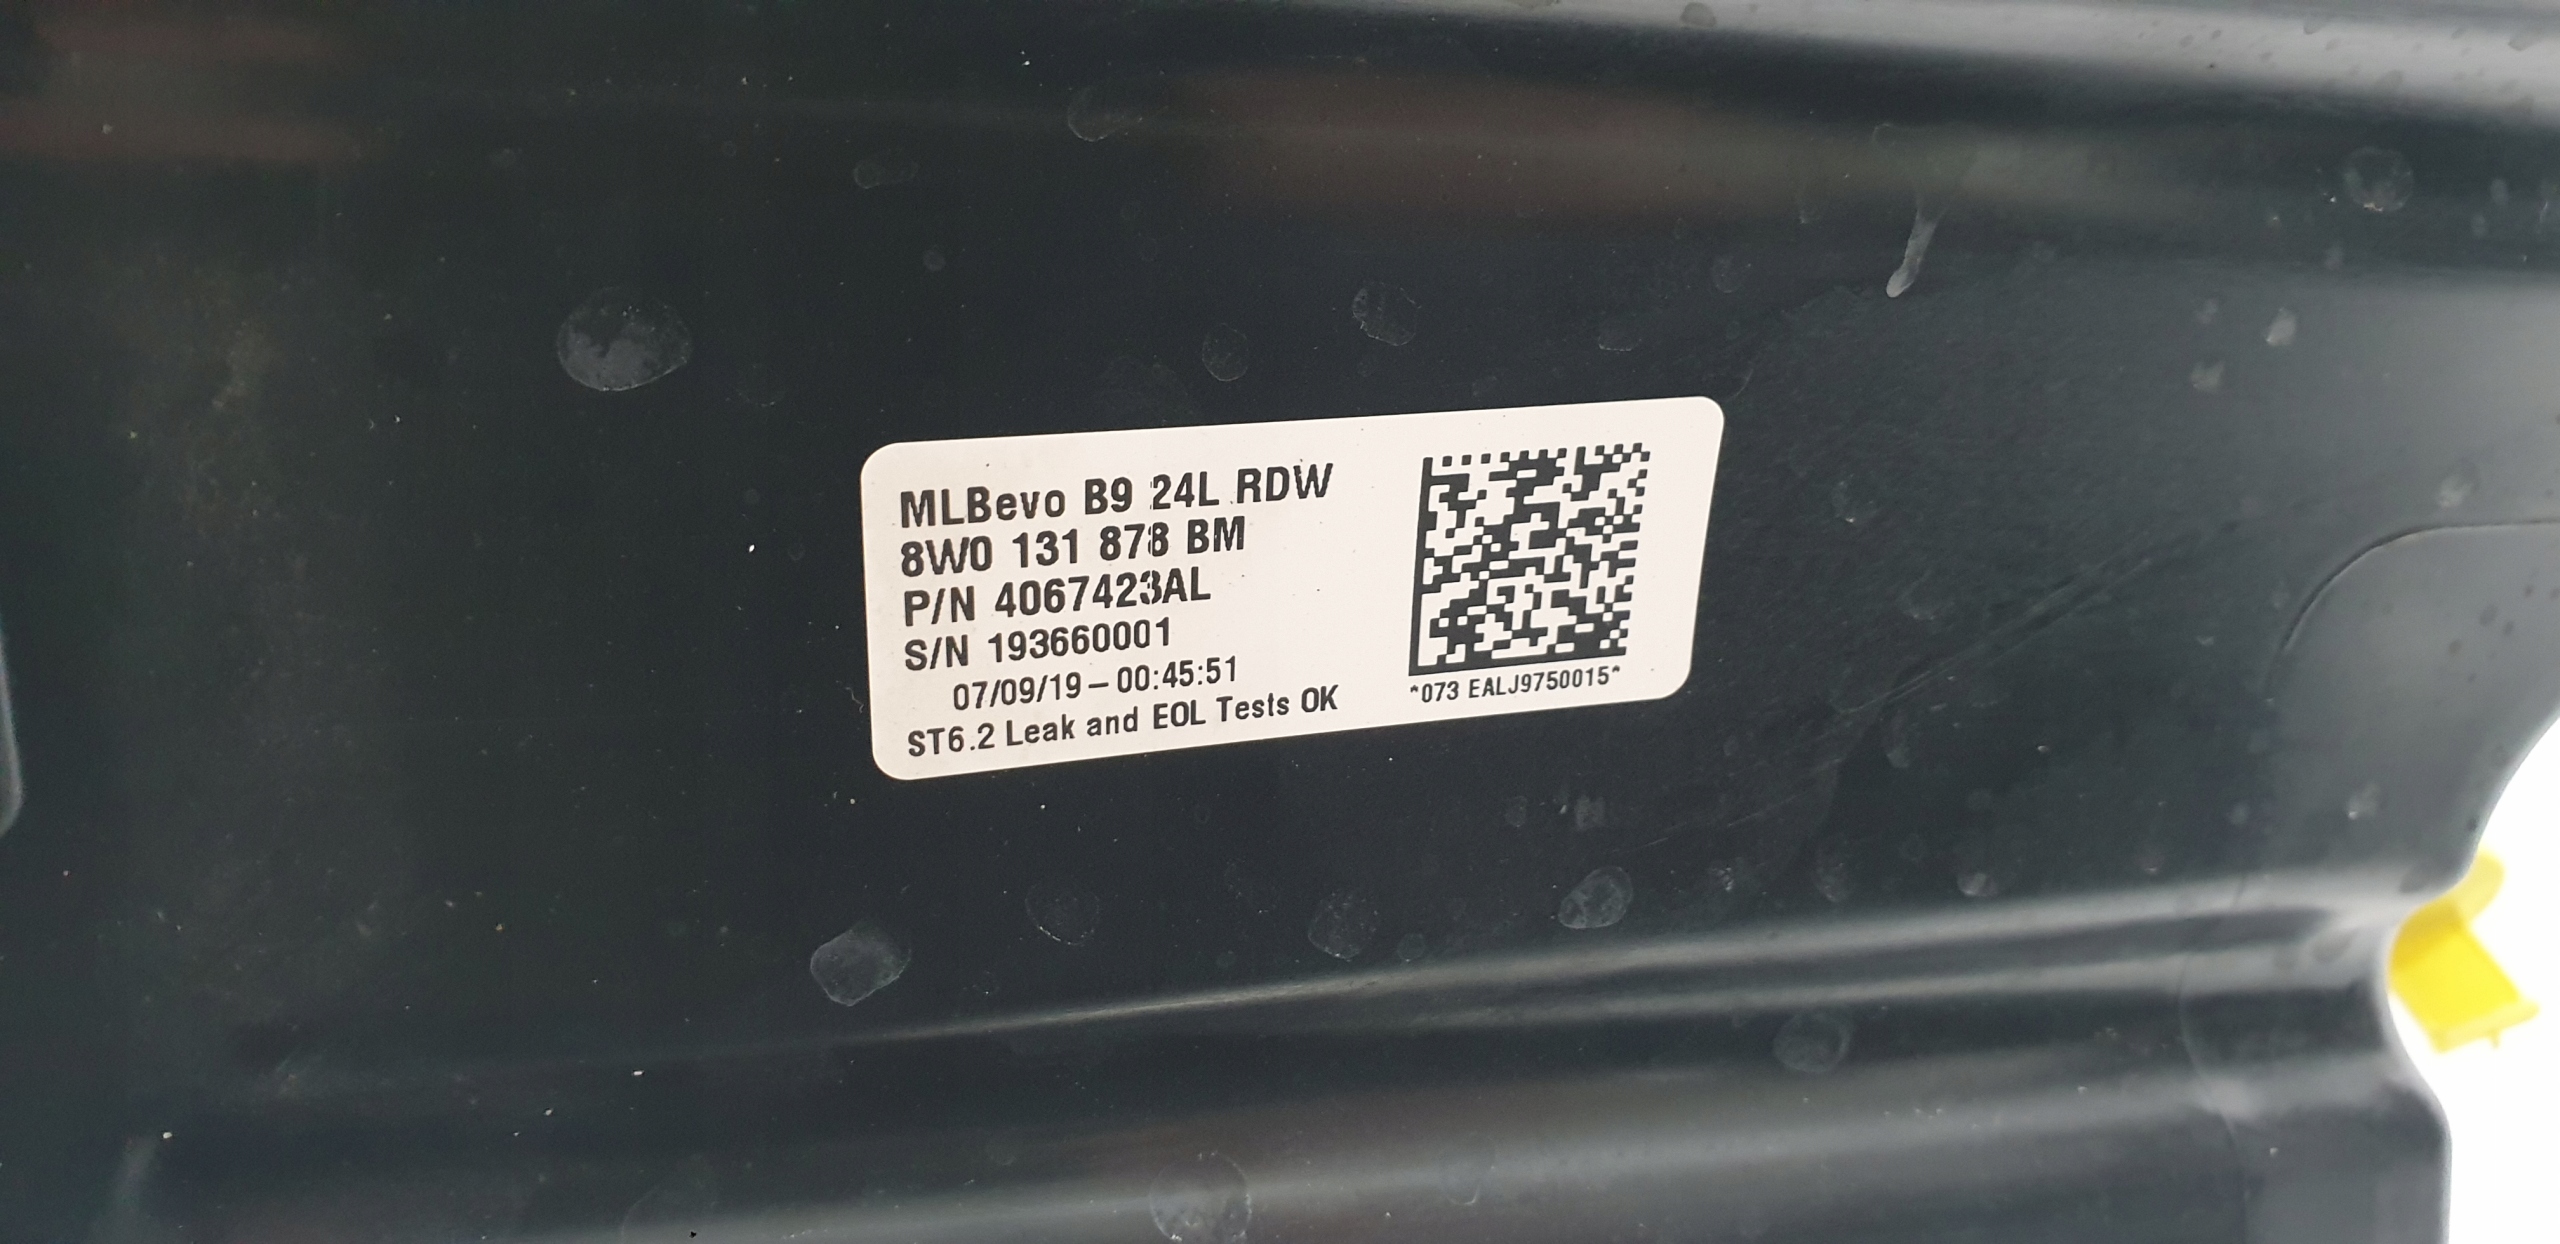 MLBevo B9 24L RDW
8W0 131 878 BM
P/N 4067423AL
S/N 193660001
07/09/19 – 00:45:51
ST6.2 Leak and EOL Tests OK
*073 EALJ9750015*